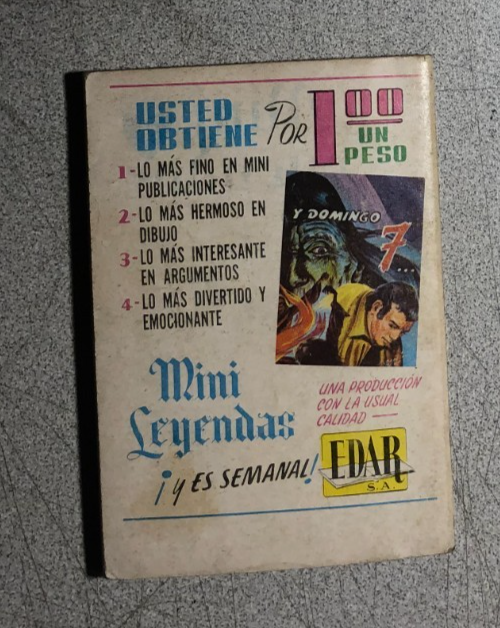 USTED
OBTIENE Por 1 00
UN
PESO
1-LO MÁS FINO EN MINI
PUBLICACIONES
2-LO MÁS HERMOSO EN
DIBUJO
3-LO MÁS INTERESANTE
EN ARGUMENTOS
4-LO MÁS DIVERTIDO Y
EMOCIONANTE
Y DOMINGO
7...
Mini
Leyendas
UNA PRODUCCIÓN
CON LA USUAL
CALIDAD —
¡Y ES SEMANAL!
EDAR
S.A.